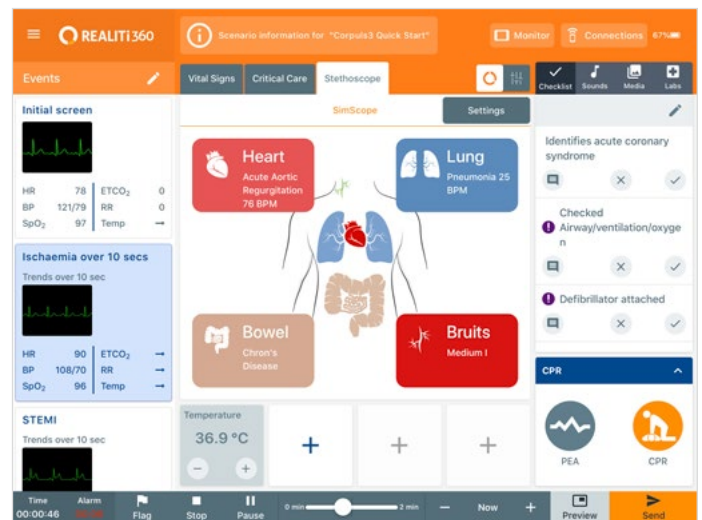 REALITi360
Scenario information for "Corpuls3 Quick Start"
Monitor
Connections
67%
Events
Vital Signs
Critical Care
Stethoscope
Checklist
Sounds
Media
Labs
Initial screen
HR 78 ETCO2 0
BP 121/79 RR 0
SpO2 97 Temp →
Ischaemia over 10 secs
Trends over 10 sec
HR 90 ETCO2 →
BP 108/70 RR →
SpO2 96 Temp →
STEMI
Trends over 10 sec
SimScope
Settings
Heart
Acute Aortic
Regurgitation
76 BPM
Lung
Pneumonia 25
BPM
Bowel
Chron's
Disease
Bruits
Medium I
Temperature
36.9 °C
− +
+
+
+
Identifies acute coronary
syndrome
Checked
Airway/ventilation/oxyge
n
Defibrillator attached
CPR
PEA
CPR
Time
00:00:46
Alarm
Flag
Stop
Pause
0 min
2 min
− Now +
Preview
Send